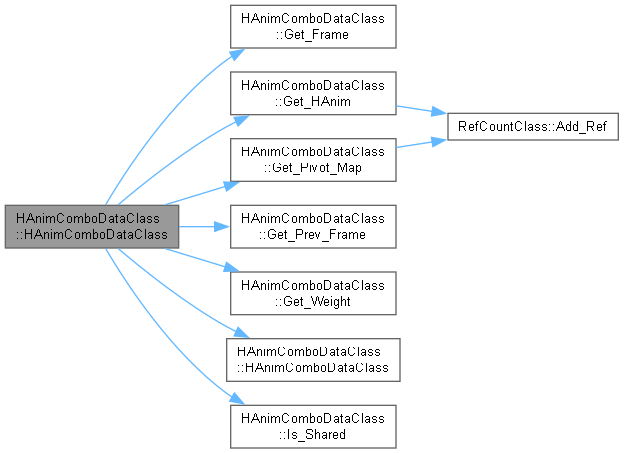 HAnimComboDataClass
::Get_Frame
HAnimComboDataClass
::Get_HAnim
RefCountClass::Add_Ref
HAnimComboDataClass
::Get_Pivot_Map
HAnimComboDataClass
::HAnimComboDataClass
HAnimComboDataClass
::Get_Prev_Frame
HAnimComboDataClass
::Get_Weight
HAnimComboDataClass
::HAnimComboDataClass
HAnimComboDataClass
::Is_Shared